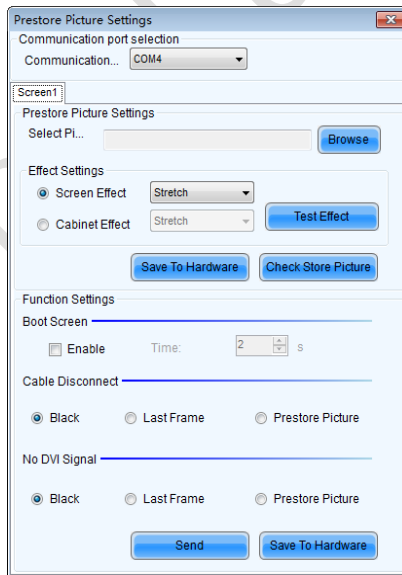 Prestore Picture Settings
Communication port selection
Communication... COM4
Screen1
Prestore Picture Settings
Select Pi... Browse
Effect Settings
Screen Effect Stretch
Cabinet Effect Stretch Test Effect
Save To Hardware Check Store Picture
Function Settings
Boot Screen
Enable Time: 2 s
Cable Disconnect
Black Last Frame Prestore Picture
No DVI Signal
Black Last Frame Prestore Picture
Send Save To Hardware